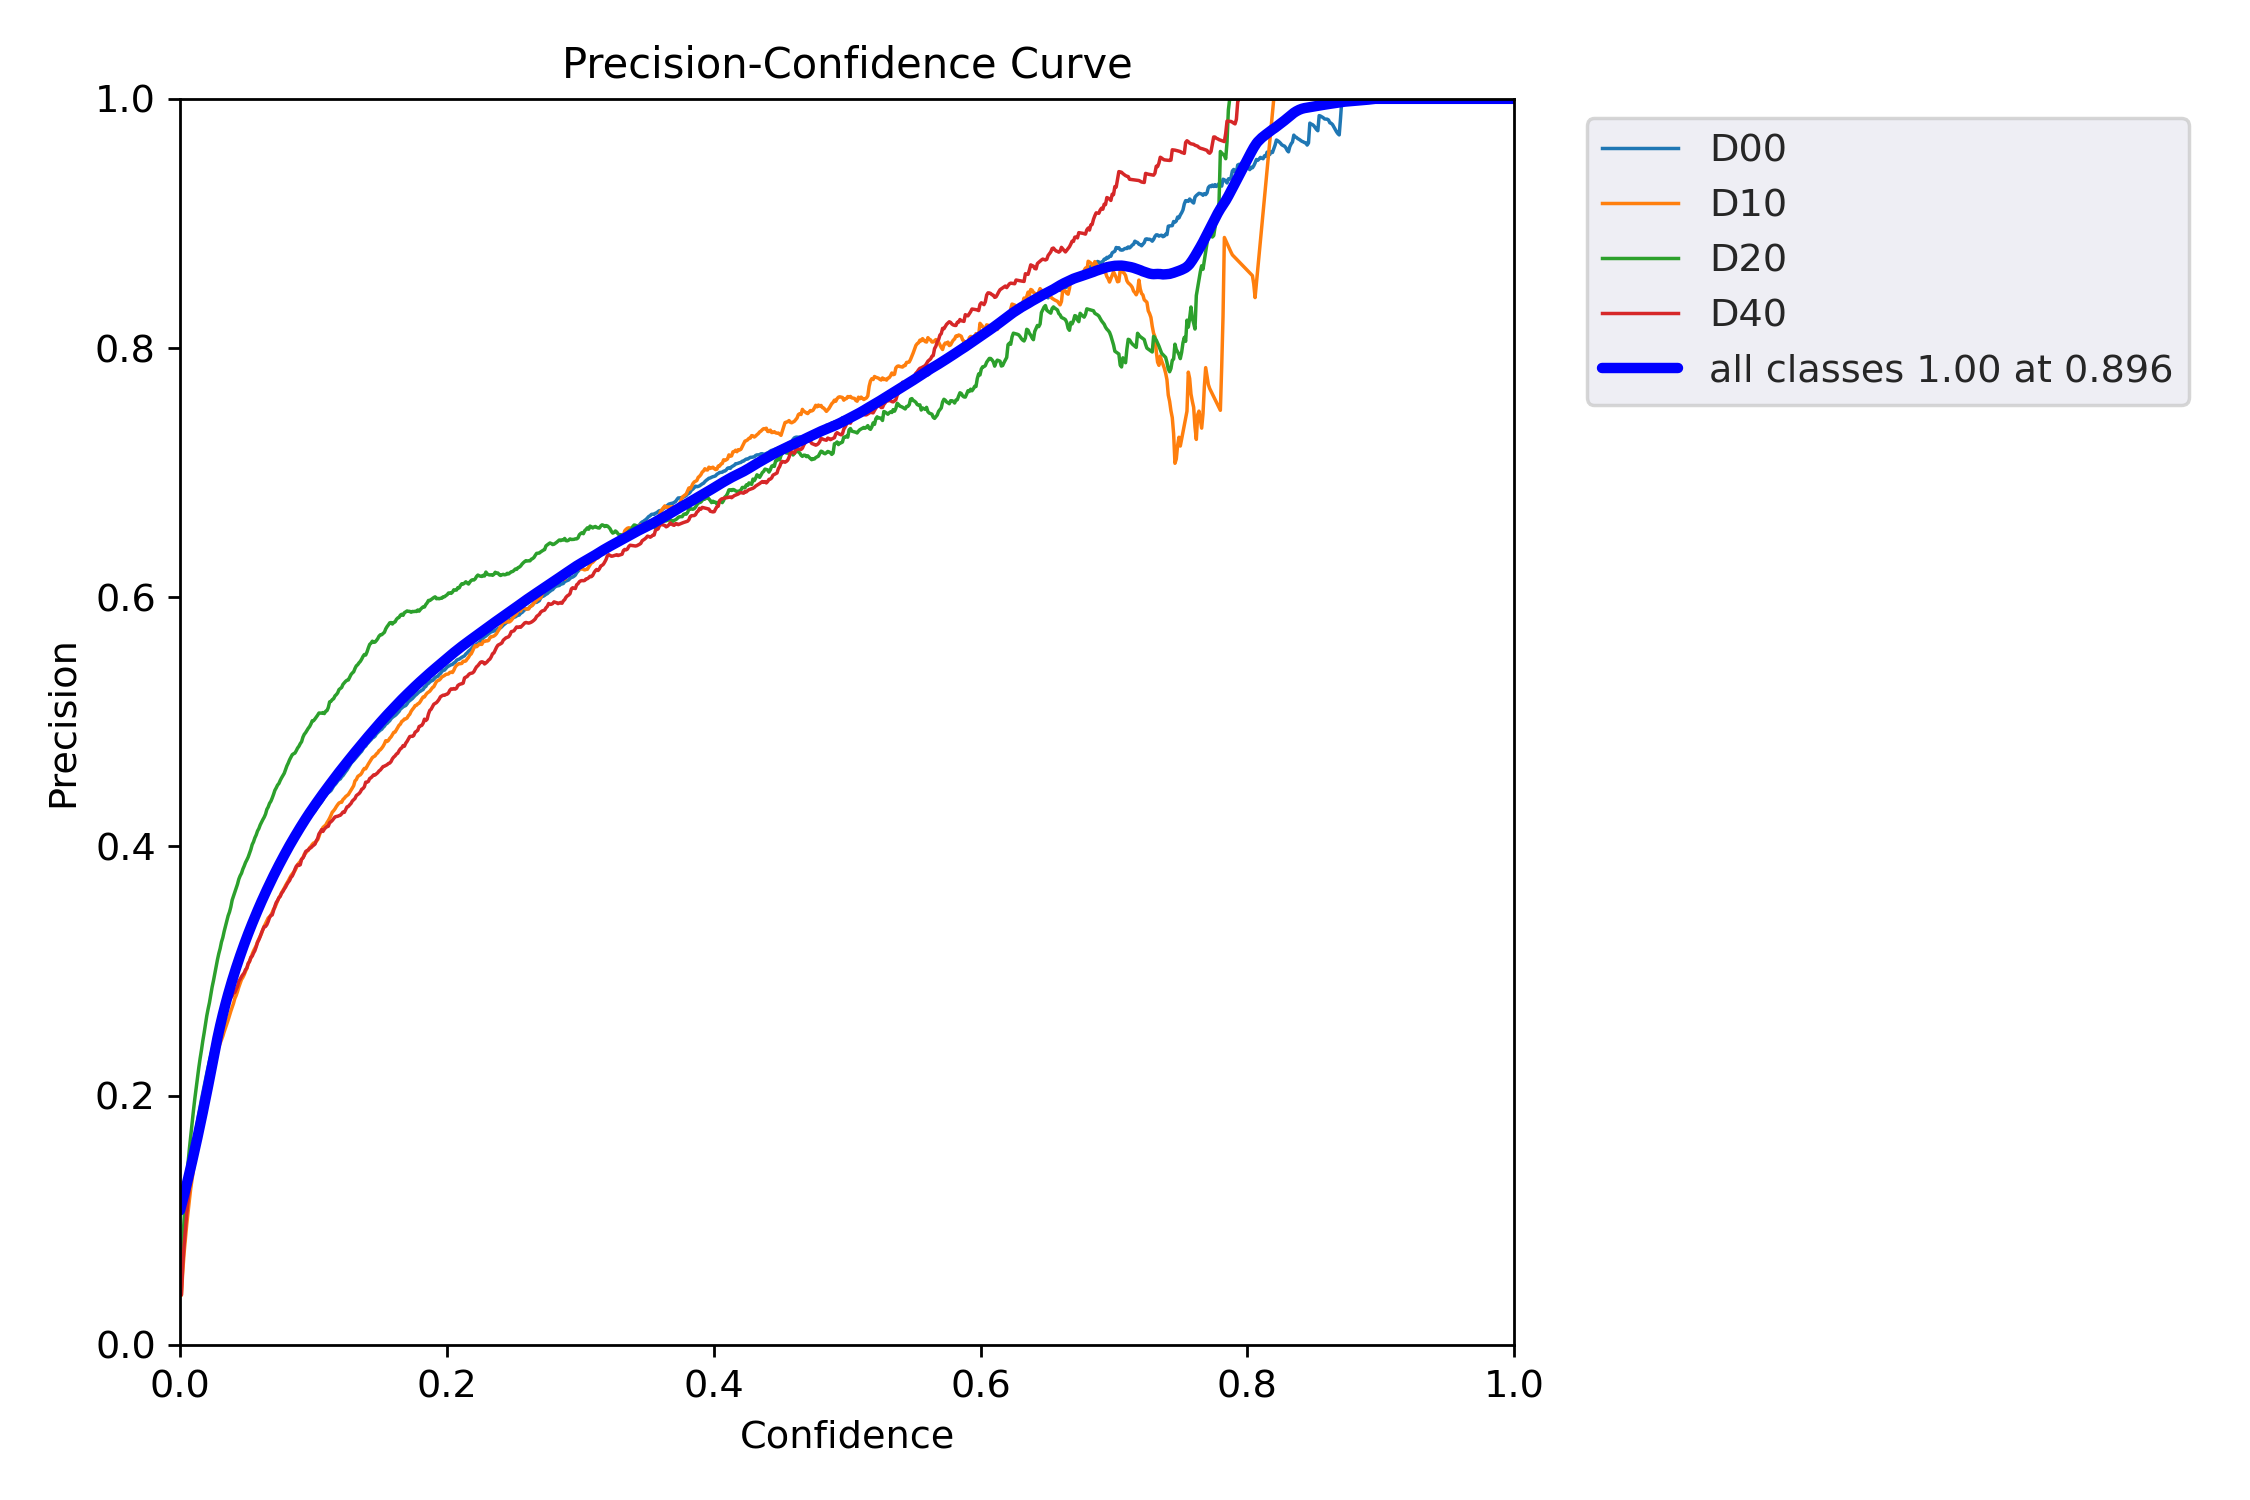 Precision-Confidence Curve
1.0
0.8
0.6
0.4
0.2
0.0
Precision
0.0 0.2 0.4 0.6 0.8 1.0
Confidence
D00
D10
D20
D40
all classes 1.00 at 0.896